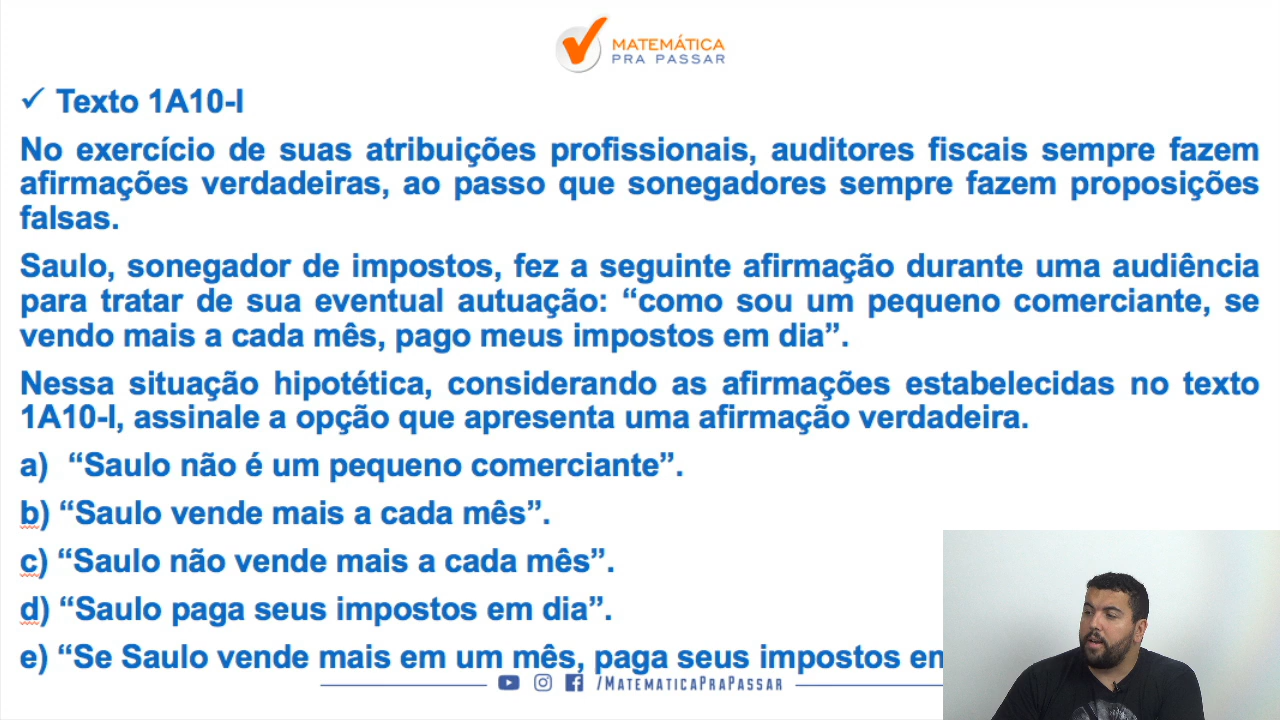 MATEMÁTICA
PRA PASSAR
✓ Texto 1A10-I
No exercício de suas atribuições profissionais, auditores fiscais sempre fazem
afirmações verdadeiras, ao passo que sonegadores sempre fazem proposições
falsas.
Saulo, sonegador de impostos, fez a seguinte afirmação durante uma audiência
para tratar de sua eventual autuação: “como sou um pequeno comerciante, se
vendo mais a cada mês, pago meus impostos em dia”.
Nessa situação hipotética, considerando as afirmações estabelecidas no texto
1A10-I, assinale a opção que apresenta uma afirmação verdadeira.
a) “Saulo não é um pequeno comerciante”.
b) “Saulo vende mais a cada mês”.
c) “Saulo não vende mais a cada mês”.
d) “Saulo paga seus impostos em dia”.
e) “Se Saulo vende mais em um mês, paga seus impostos en
/MATEMATICAPRAPASSAR